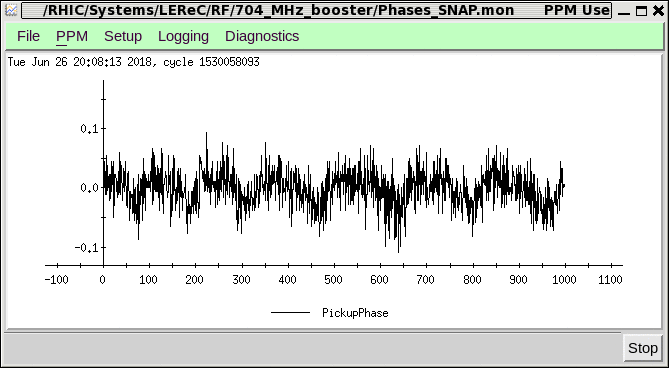 /RHIC/Systems/LEReC/RF/704_MHz_booster/Phases_SNAP.mon PPM Use
File PPM Setup Logging Diagnostics
Tue Jun 26 20:08:13 2018, cycle 1530058093
0.1
0.0
-0.1
-100 0 100 200 300 400 500 600 700 800 900 1000 1100
PickupPhase
Stop